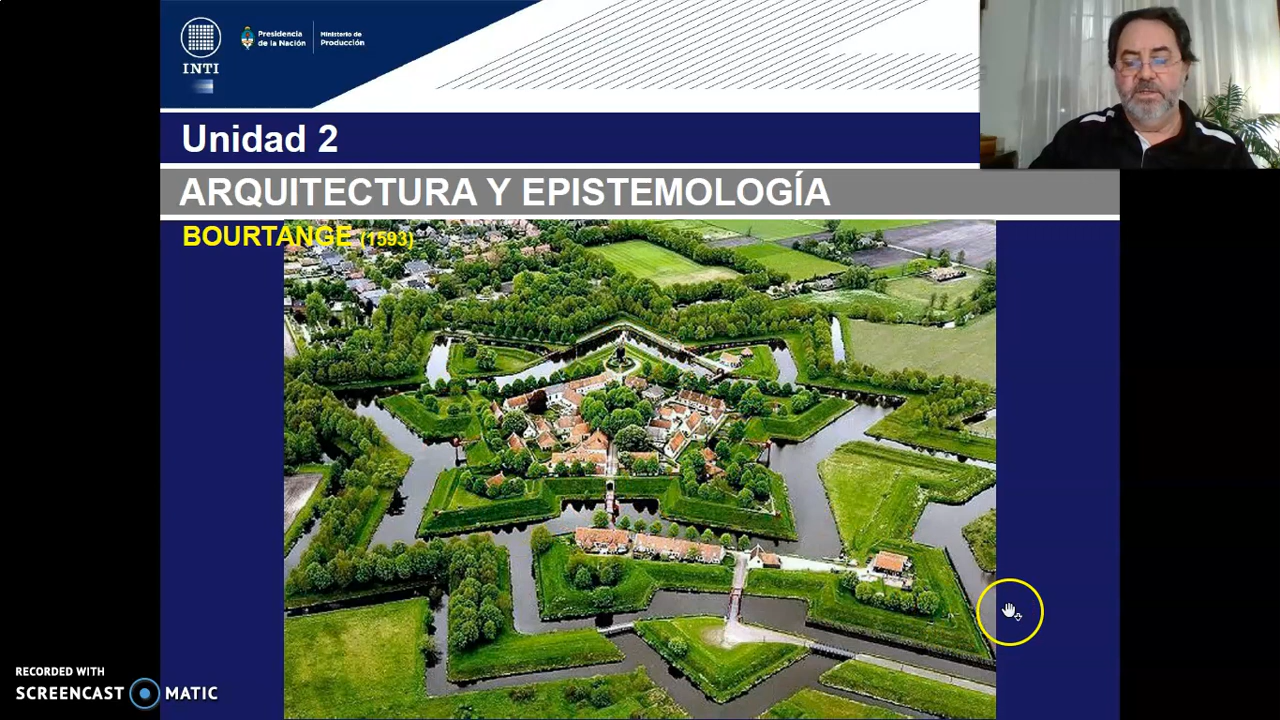 INTI
Presidencia
de la Nación
Ministerio de
Producción
Unidad 2
ARQUITECTURA Y EPISTEMOLOGÍA
BOURTANGE (1593)
RECORDED WITH
SCREENCAST MATIC